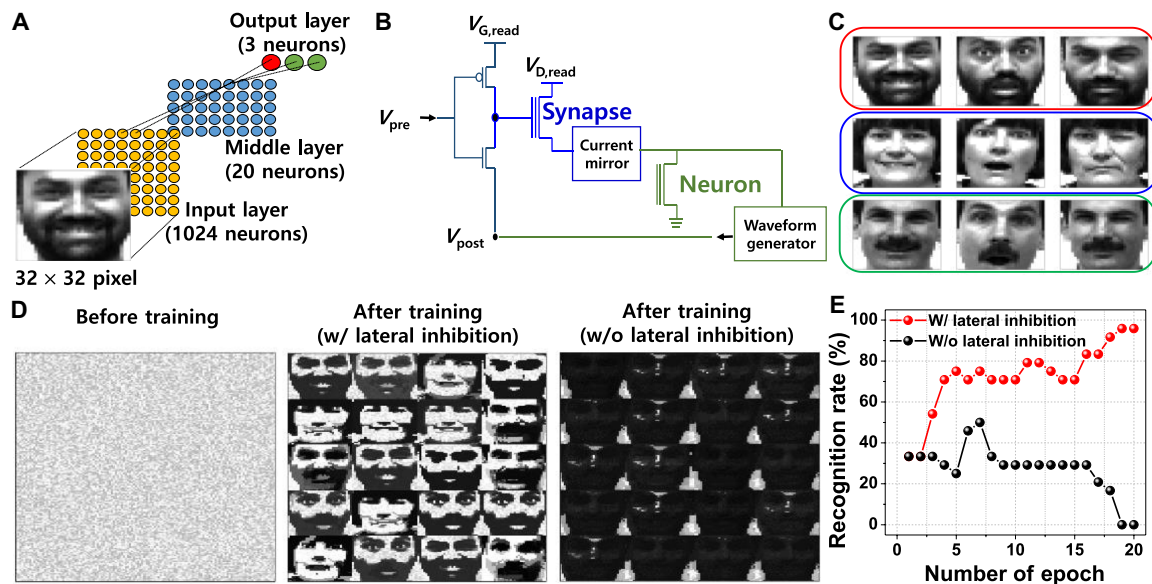 A
Output layer
(3 neurons)
Middle layer
(20 neurons)
Input layer
(1024 neurons)
32 × 32 pixel
B
VG,read
VD,read
Synapse
Vpre
Current
mirror
Neuron
Vpost
Waveform
generator
C
D
Before training
After training
(w/ lateral inhibition)
After training
(w/o lateral inhibition)
E
Recognition rate (%)
100
80
60
40
20
0
W/ lateral inhibition
W/o lateral inhibition
0 5 10 15 20
Number of epoch